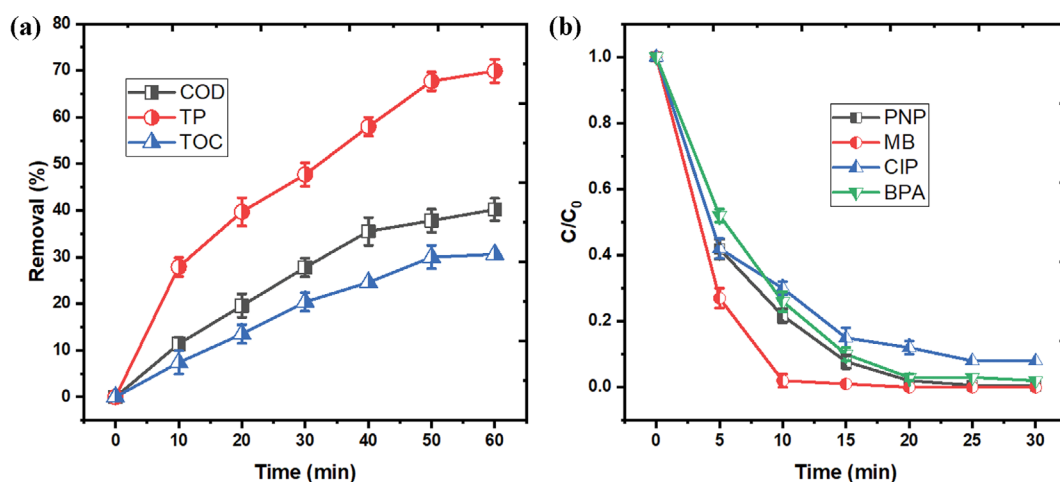 (a)
80
70
60
50
40
30
20
10
0
Removal (%)
COD
TP
TOC
0 10 20 30 40 50 60
Time (min)
(b)
1.0
0.8
0.6
0.4
0.2
0.0
C/C0
PNP
MB
CIP
BPA
0 5 10 15 20 25 30
Time (min)